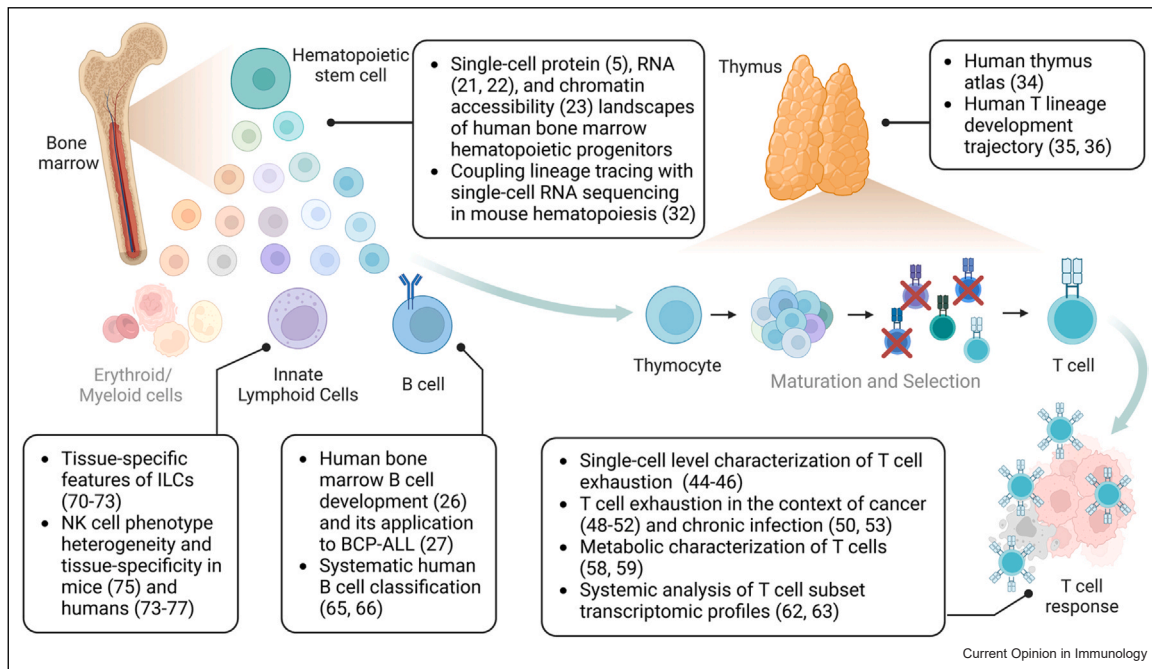 Hematopoietic
stem cell
Bone
marrow
• Single-cell protein (5), RNA
(21, 22), and chromatin
accessibility (23) landscapes
of human bone marrow
hematopoietic progenitors
• Coupling lineage tracing with
single-cell RNA sequencing
in mouse hematopoiesis (32)
Thymus
• Human thymus
atlas (34)
• Human T lineage
development
trajectory (35, 36)
Erythroid/
Myeloid cells
Innate
Lymphoid Cells
B cell
Thymocyte
Maturation and Selection
T cell
• Tissue-specific
features of ILCs
(70-73)
• NK cell phenotype
heterogeneity and
tissue-specificity in
mice (75) and
humans (73-77)
• Human bone
marrow B cell
development (26)
and its application
to BCP-ALL (27)
• Systematic human
B cell classification
(65, 66)
• Single-cell level characterization of T cell
exhaustion (44-46)
• T cell exhaustion in the context of cancer
(48-52) and chronic infection (50, 53)
• Metabolic characterization of T cells
(58, 59)
• Systemic analysis of T cell subset
transcriptomic profiles (62, 63)
T cell
response
Current Opinion in Immunology